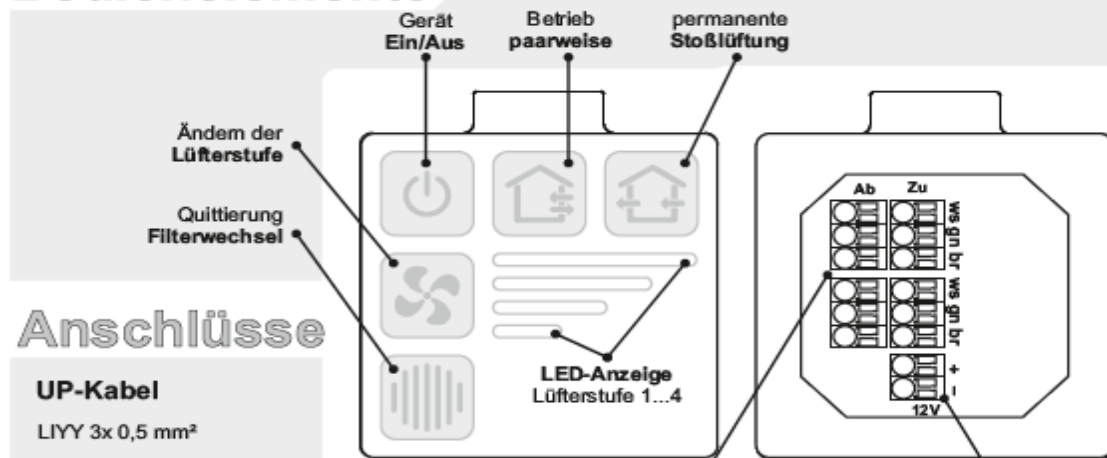 Bedienelemente
Gerät
Ein/Aus
Betrieb
paarweise
permanente
Stoßlüftung
Ändern der
Lüfterstufe
Quittierung
Filterwechsel
LED-Anzeige
Lüfterstufe 1...4
Ab Zu
ws gn br
ws gn br
+
–
12V
Anschlüsse
UP-Kabel
LIYY 3x 0,5 mm²